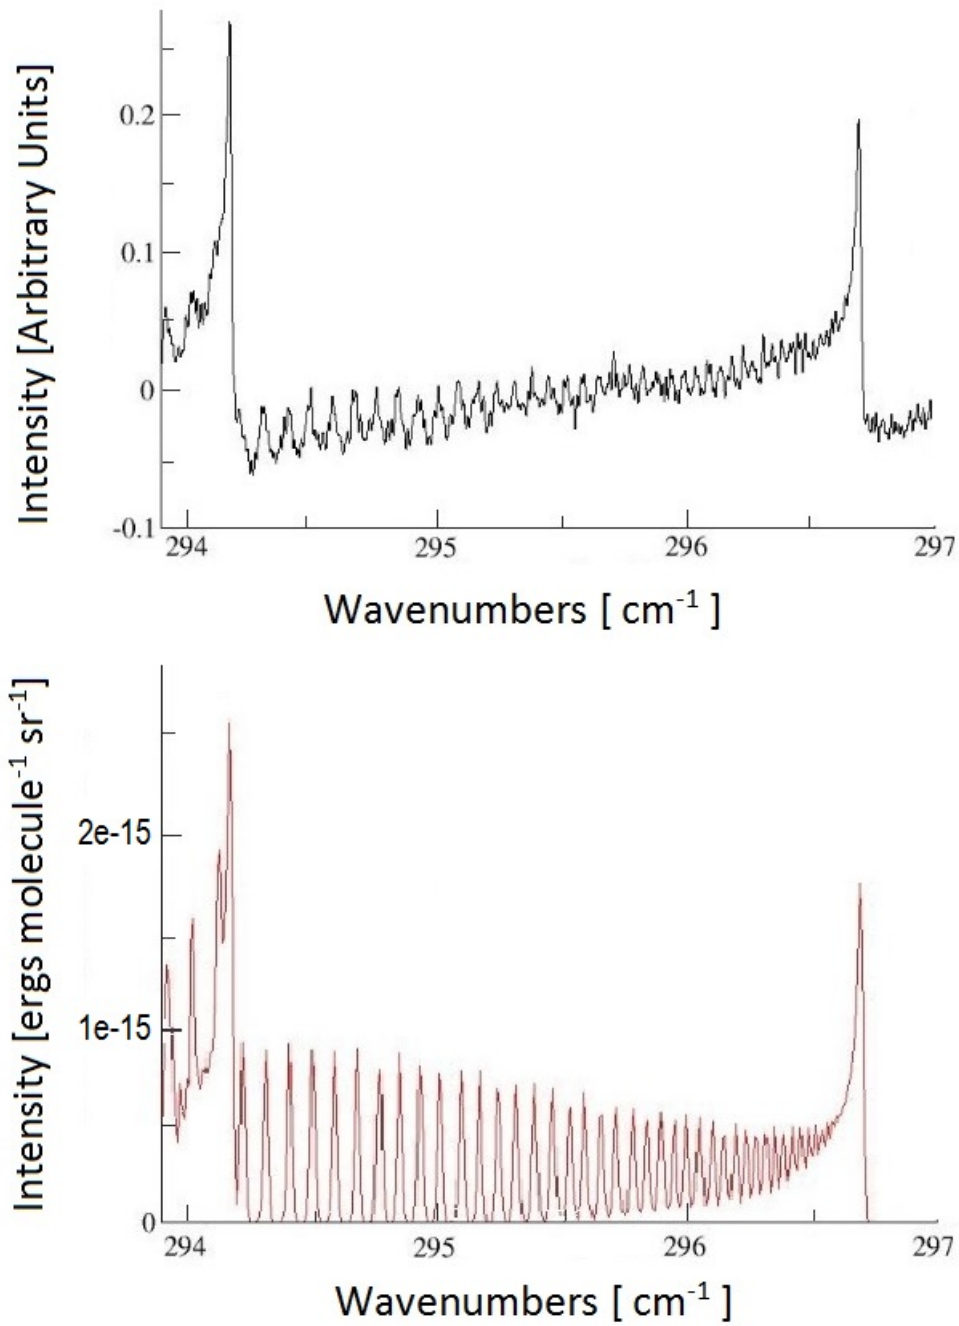 Intensity [Arbitrary Units]
0.2
0.1
0
-0.1
294 295 296 297
Wavenumbers [ cm⁻¹ ]
Intensity [ergs molecule⁻¹ sr⁻¹]
2e-15
1e-15
0
294 295 296 297
Wavenumbers [ cm⁻¹ ]